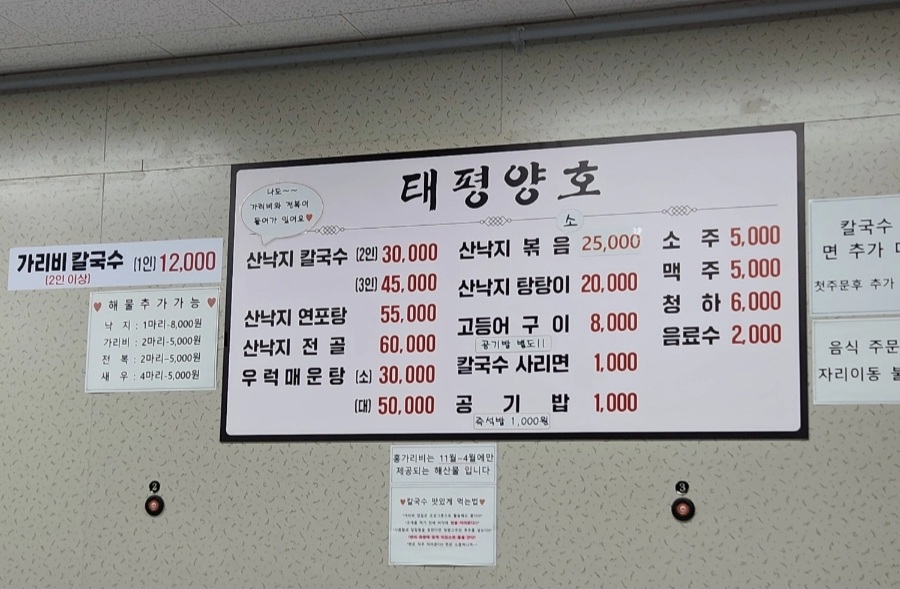 태평양호
나도~~
가리비와 전복이
들어가 있어요♥
소
산낙지 칼국수 (2인) 30,000
(3인) 45,000
산낙지 연포탕 55,000
산낙지 전골 60,000
우럭매운탕 (소) 30,000
(대) 50,000
산낙지 볶음 25,000
산낙지 탕탕이 20,000
고등어 구이 8,000
공기밥 별도!!
칼국수 사리면 1,000
공기밥 1,000
즉석밥 1,000원
소주 5,000
맥주 5,000
청하 6,000
음료수 2,000
가리비 칼국수 (1인) 12,000
(2인 이상)
♥ 해물추가가능 ♥
낙지 : 1마리-8,000원
가리비 : 2마리-5,000원
전복 : 2마리-5,000원
새우 : 4마리-5,000원
홍가리비는 11월~4월에만
제공되는 해산물 입니다
♥칼국수 맛있게 먹는법♥
칼국수
면 추가
첫주문후 추가
음식 주문
자리이동
2
3